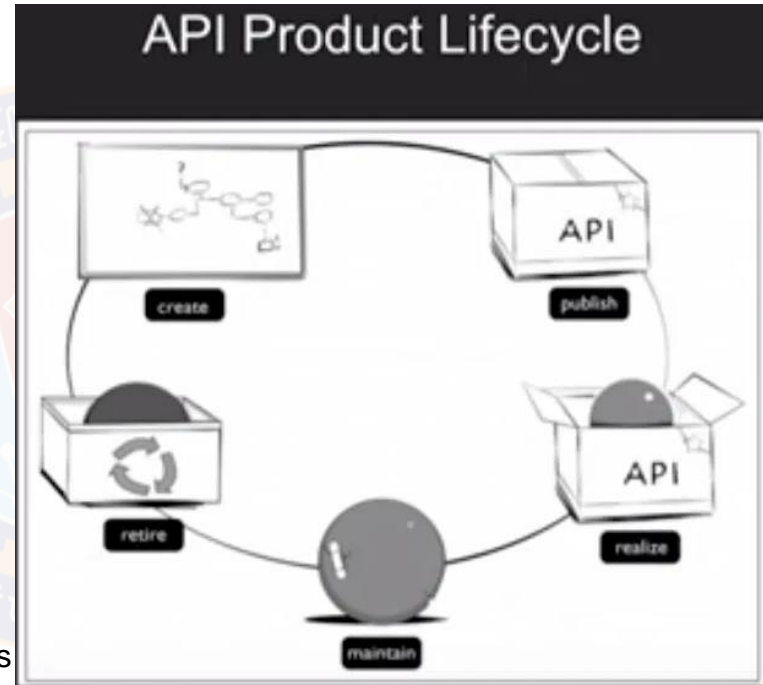 API Product Lifecycle
?
API
create
publish
API
retire
realize
maintain
s